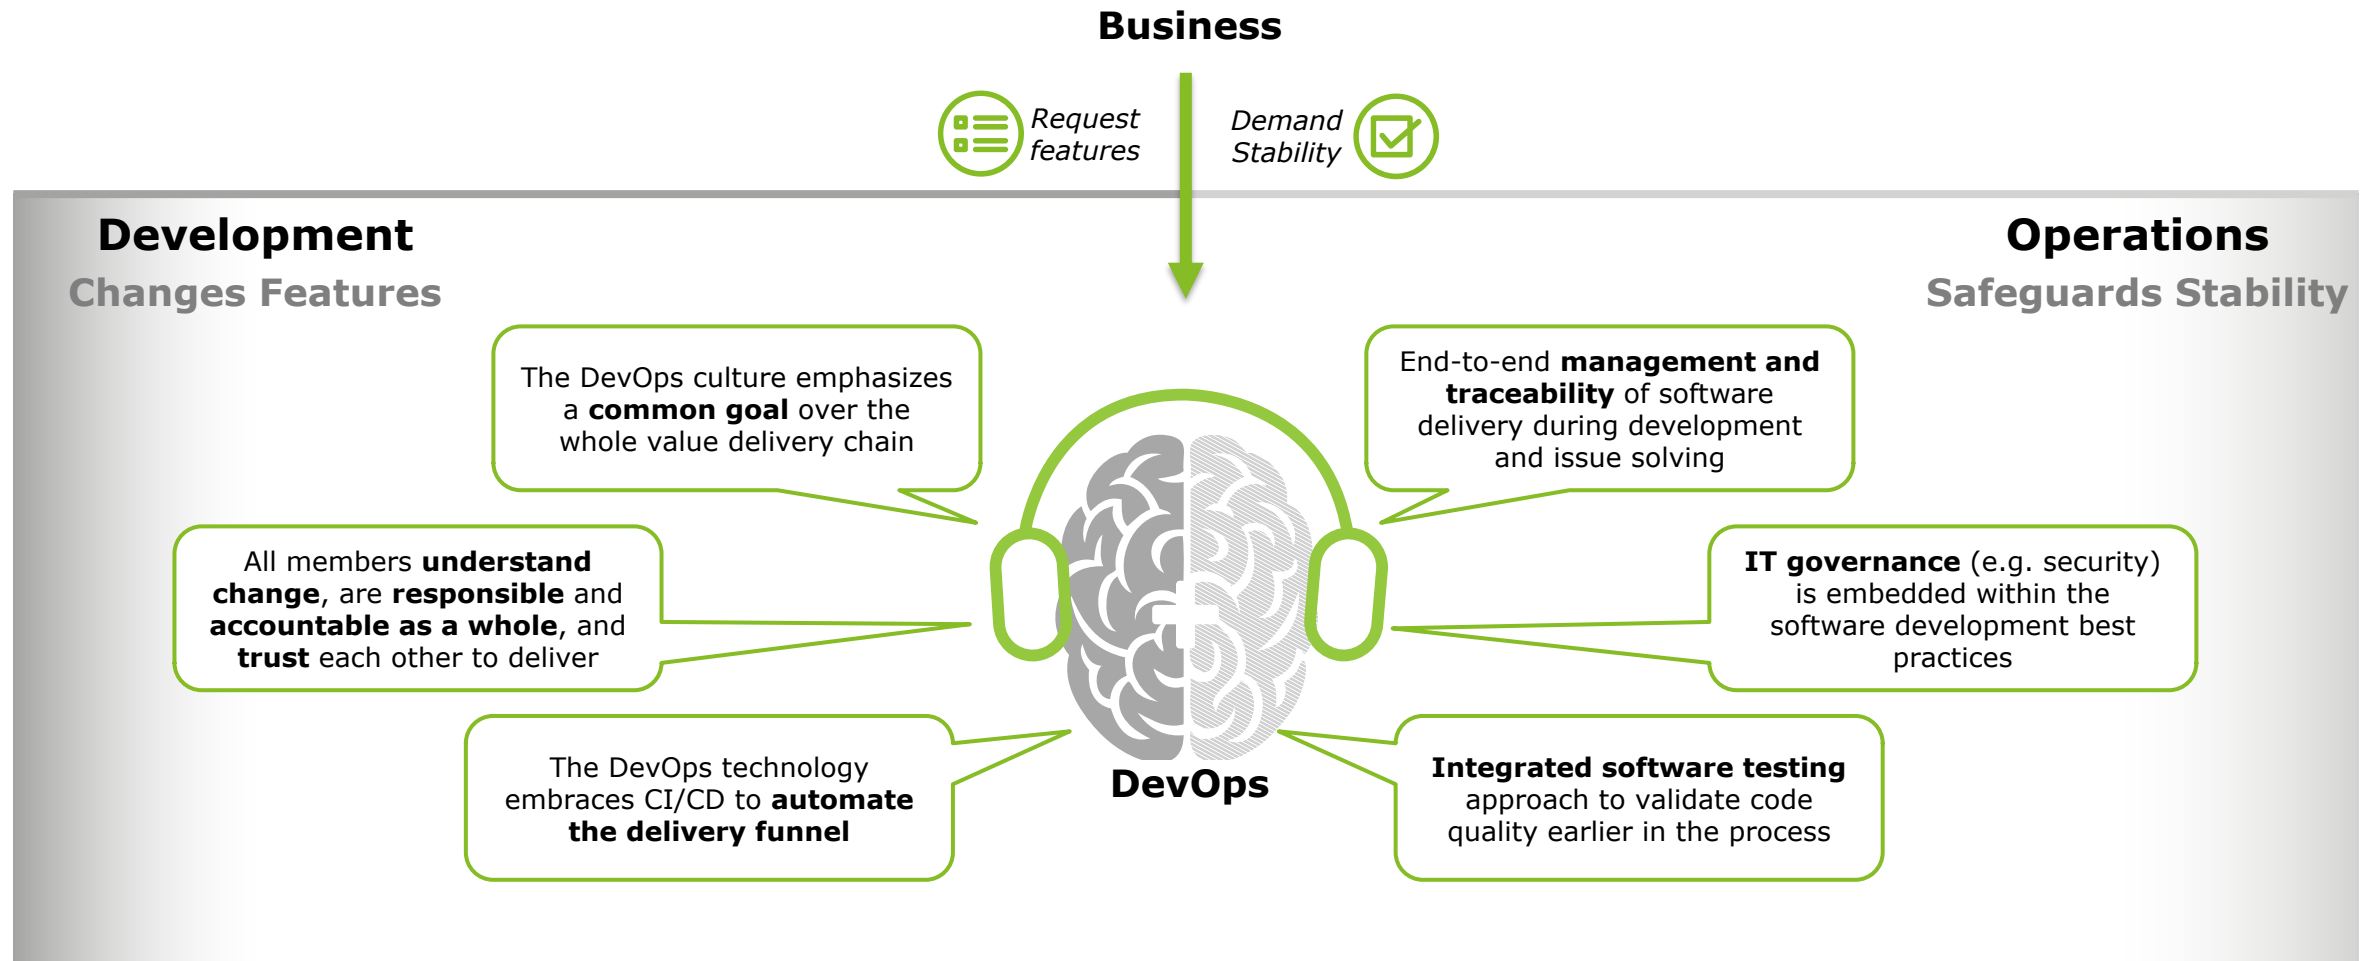 Business
Request
features
Demand
Stability
Development
Changes Features
Operations
Safeguards Stability
The DevOps culture emphasizes
a common goal over the
whole value delivery chain
End-to-end management and
traceability of software
delivery during development
and issue solving
All members understand
change, are responsible and
accountable as a whole, and
trust each other to deliver
IT governance (e.g. security)
is embedded within the
software development best
practices
The DevOps technology
embraces CI/CD to automate
the delivery funnel
DevOps
Integrated software testing
approach to validate code
quality earlier in the process